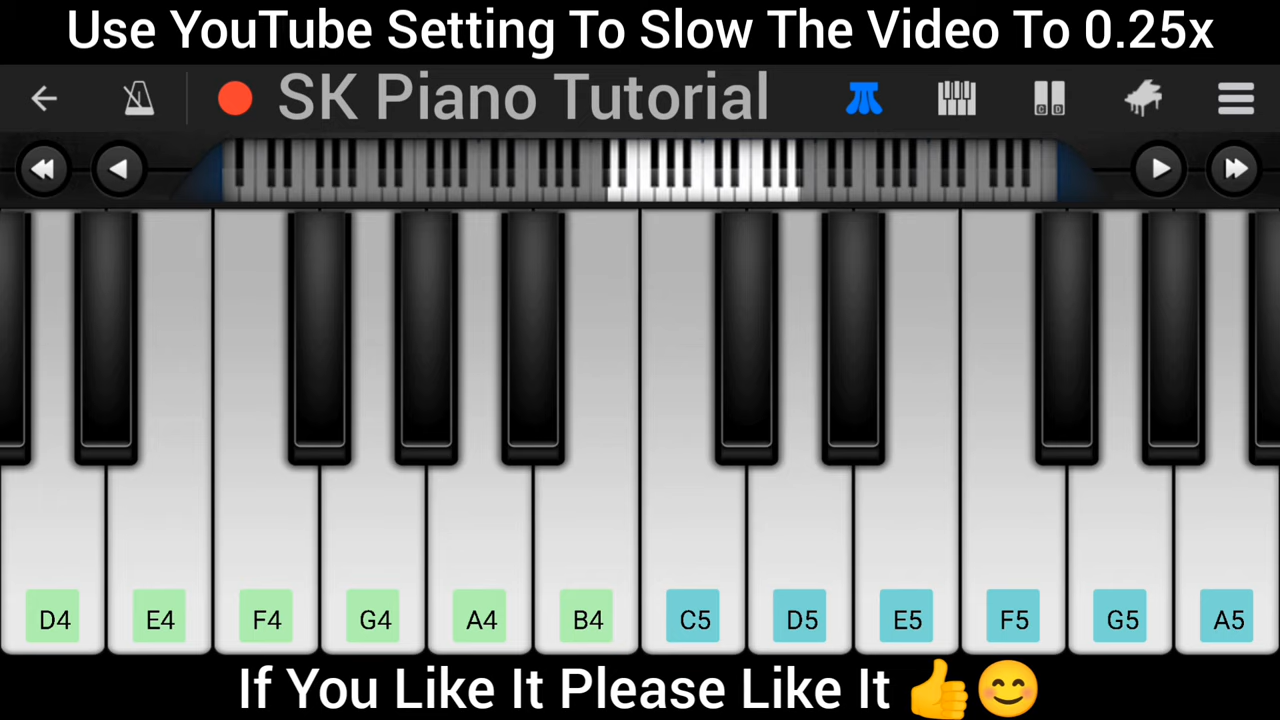 Use YouTube Setting To Slow The Video To 0.25x
SK Piano Tutorial
C D
D4 E4 F4 G4 A4 B4 C5 D5 E5 F5 G5 A5
If You Like It Please Like It 👍😊